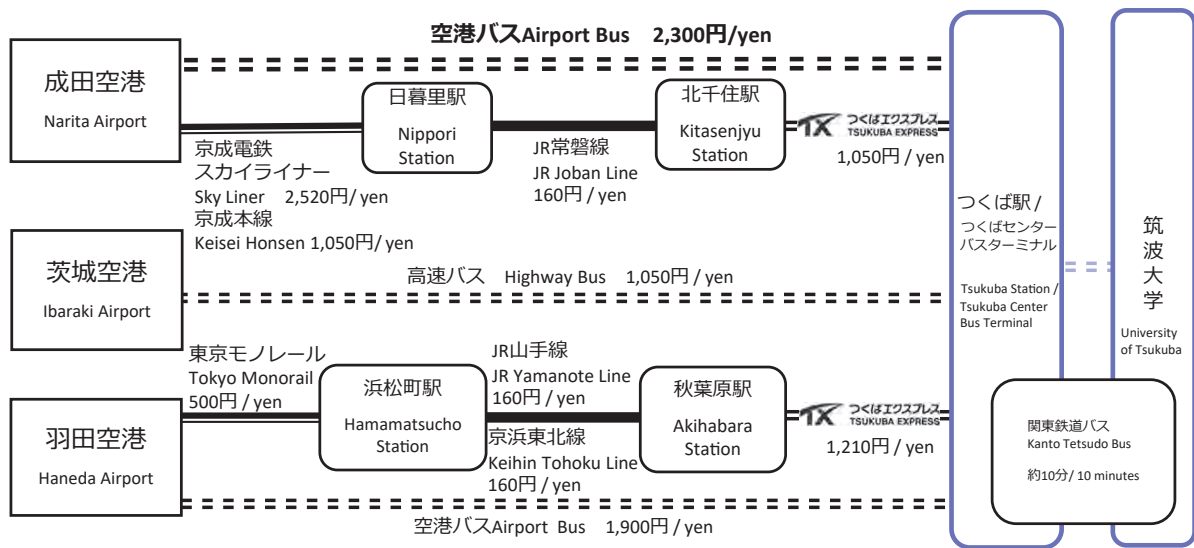 空港バスAirport Bus 2,300円/yen
成田空港
Narita Airport
日暮里駅
Nippori
Station
北千住駅
Kitasenjyu
Station
京成電鉄
スカイライナー
Sky Liner 2,520円/ yen
京成本線
Keisei Honsen 1,050円/ yen
JR常磐線
JR Joban Line
160円 / yen
TX つくばエクスプレス
TSUKUBA EXPRESS
1,050円 / yen
茨城空港
Ibaraki Airport
高速バス Highway Bus 1,050円 / yen
羽田空港
Haneda Airport
東京モノレール
Tokyo Monorail
500円 / yen
浜松町駅
Hamamatsucho
Station
JR山手線
JR Yamanote Line
160円 / yen
京浜東北線
Keihin Tohoku Line
160円 / yen
秋葉原駅
Akihabara
Station
TX つくばエクスプレス
TSUKUBA EXPRESS
1,210円 / yen
空港バスAirport Bus 1,900円 / yen
つくば駅 /
つくばセンター
バスターミナル
Tsukuba Station /
Tsukuba Center
Bus Terminal
筑波大学
University
of Tsukuba
関東鉄道バス
Kanto Tetsudo Bus
約10分/ 10 minutes